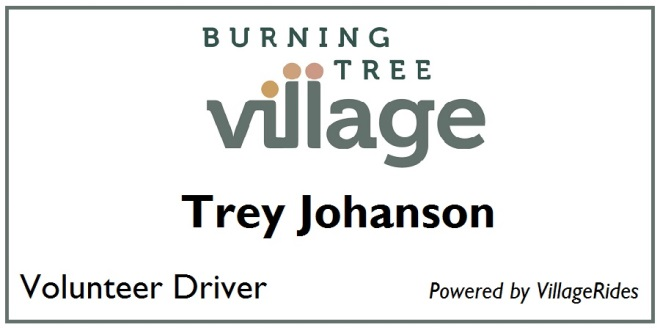 BURNING
TREE
village
Trey Johanson
Volunteer Driver
Powered by VillageRides